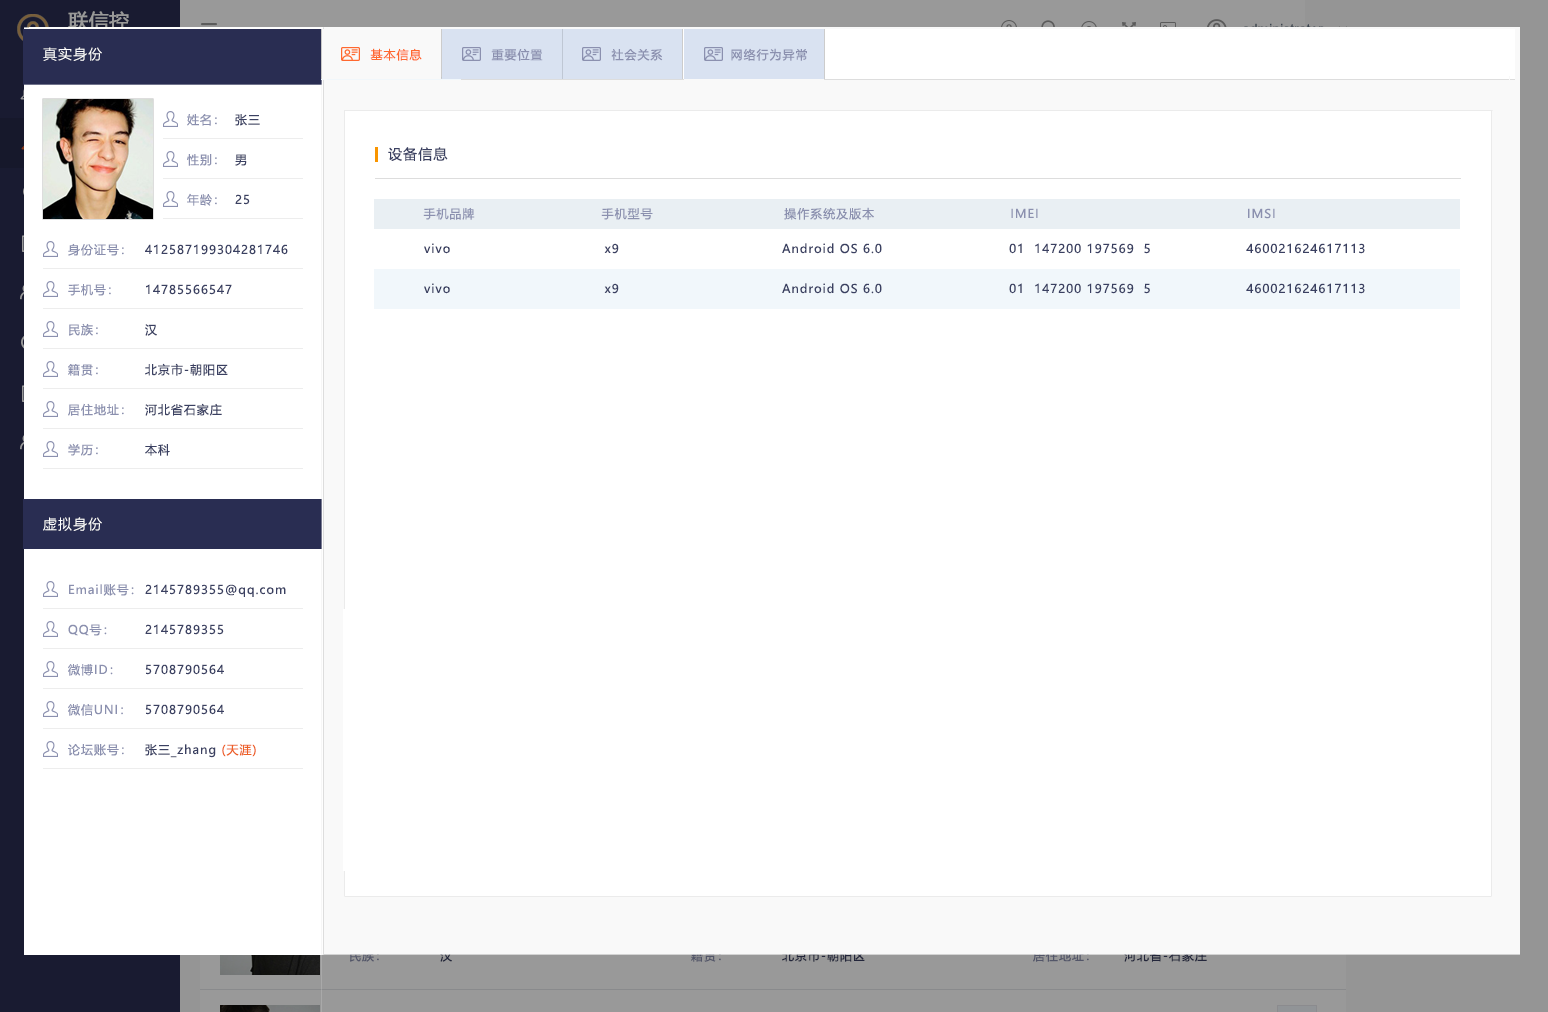 联信控
administrator
真实身份
基本信息
重要位置
社会关系
网络行为异常
姓名： 张三
性别： 男
年龄： 25
身份证号： 412587199304281746
手机号： 14785566547
民族： 汉
籍贯： 北京市-朝阳区
居住地址： 河北省石家庄
学历： 本科
虚拟身份
Email账号： 2145789355@qq.com
QQ号： 2145789355
微博ID： 5708790564
微信UNI： 5708790564
论坛账号： 张三_zhang (天涯)
设备信息
手机品牌 手机型号 操作系统及版本 IMEI IMSI
vivo x9 Android OS 6.0 01 147200 197569 5 460021624617113
vivo x9 Android OS 6.0 01 147200 197569 5 460021624617113
民族： 汉 籍贯： 北京市-朝阳区 居住地址： 河北省-石家庄